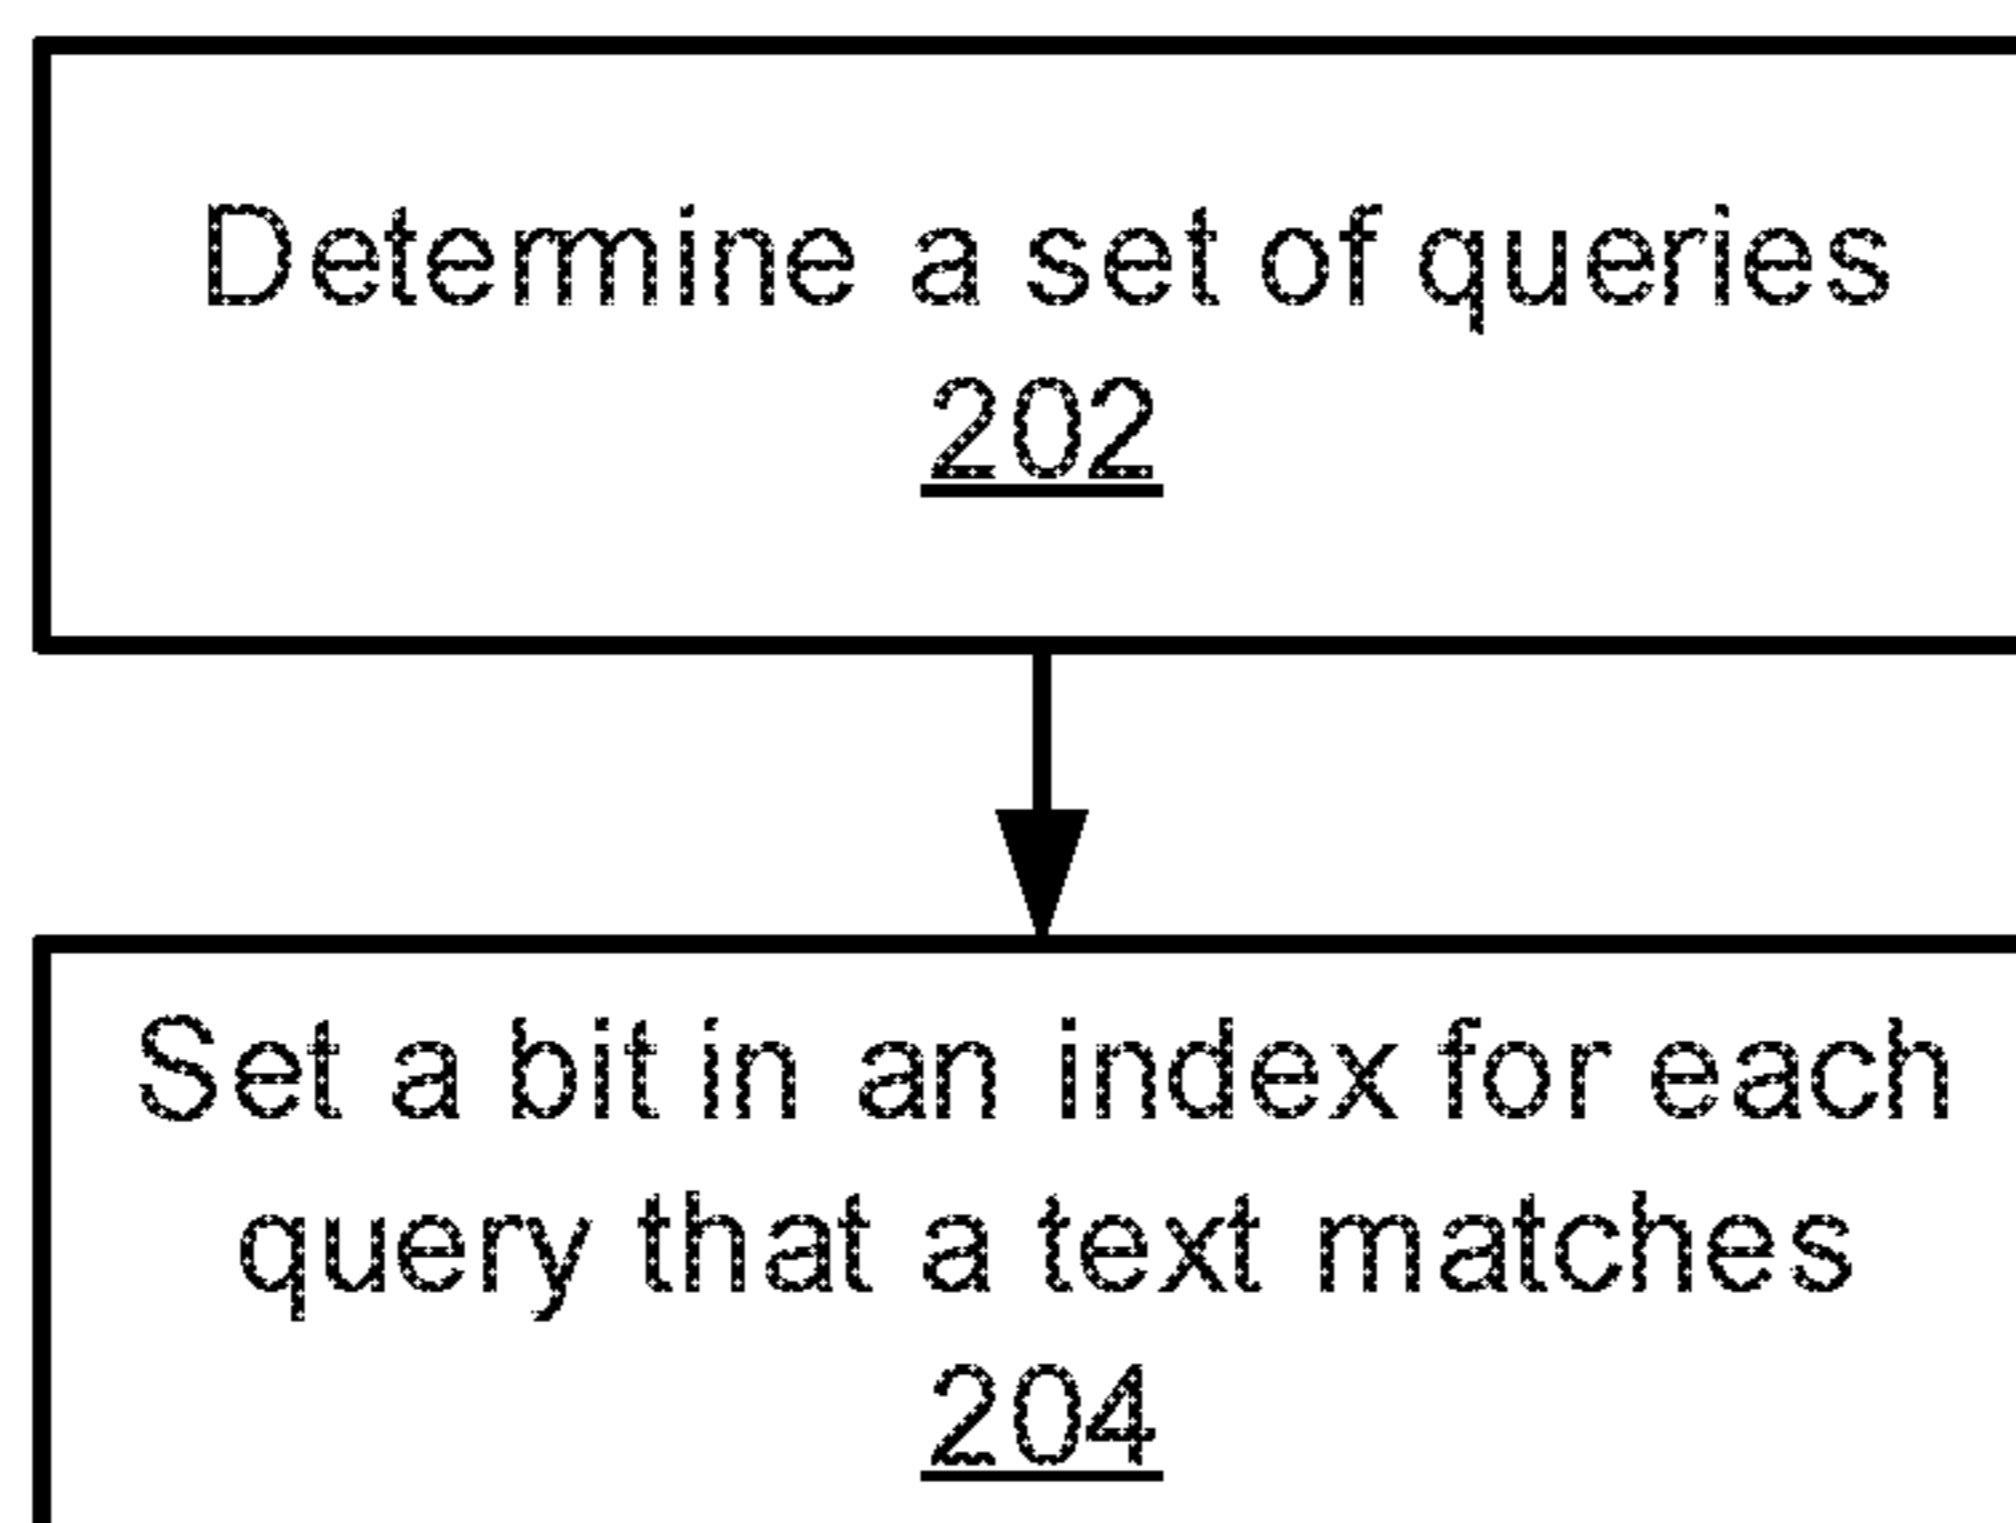 Determine a set of queries
202
Set a bit in an index for each
query that a text matches
204